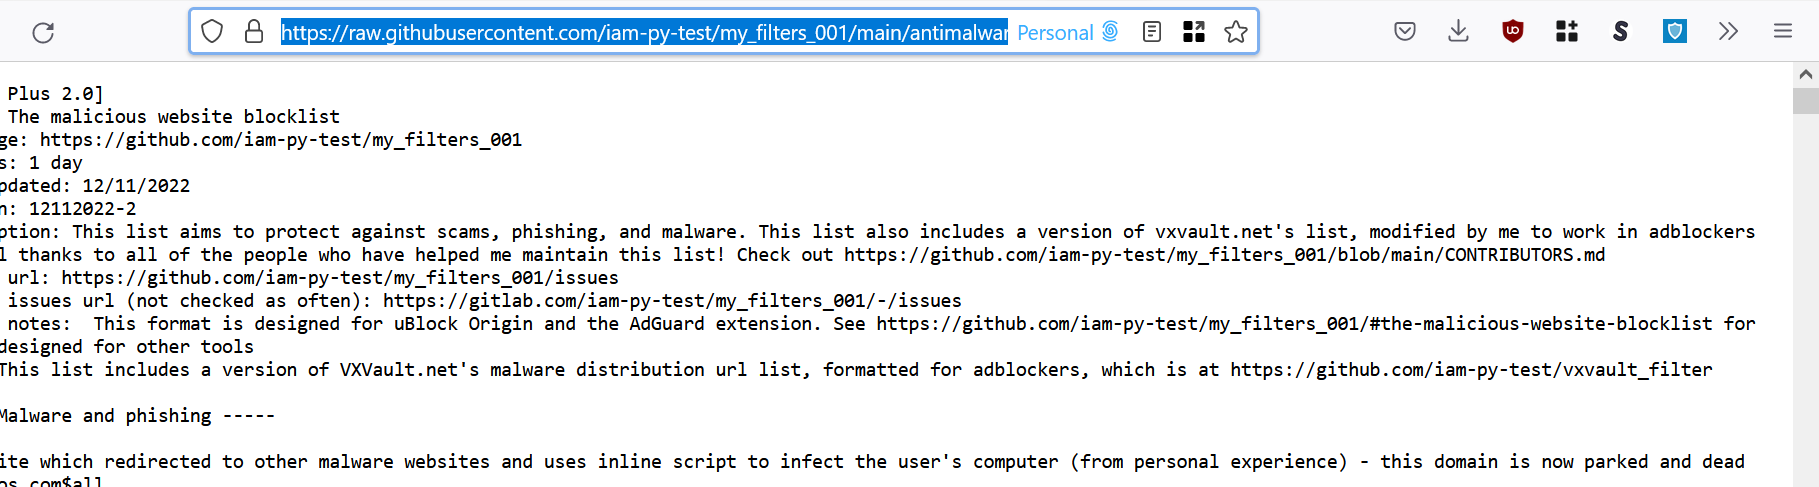 https://raw.githubusercontent.com/iam-py-test/my_filters_001/main/antimalwar Personal
Plus 2.0]
The malicious website blocklist
ge: https://github.com/iam-py-test/my_filters_001
s: 1 day
pdated: 12/11/2022
n: 12112022-2
ption: This list aims to protect against scams, phishing, and malware. This list also includes a version of vxvault.net's list, modified by me to work in adblockers
l thanks to all of the people who have helped me maintain this list! Check out https://github.com/iam-py-test/my_filters_001/blob/main/CONTRIBUTORS.md
url: https://github.com/iam-py-test/my_filters_001/issues
issues url (not checked as often): https://gitlab.com/iam-py-test/my_filters_001/-/issues
notes:  This format is designed for uBlock Origin and the AdGuard extension. See https://github.com/iam-py-test/my_filters_001/#the-malicious-website-blocklist for
designed for other tools
This list includes a version of VXVault.net's malware distribution url list, formatted for adblockers, which is at https://github.com/iam-py-test/vxvault_filter
Malware and phishing -----
ite which redirected to other malware websites and uses inline script to infect the user's computer (from personal experience) - this domain is now parked and dead
os.com$all